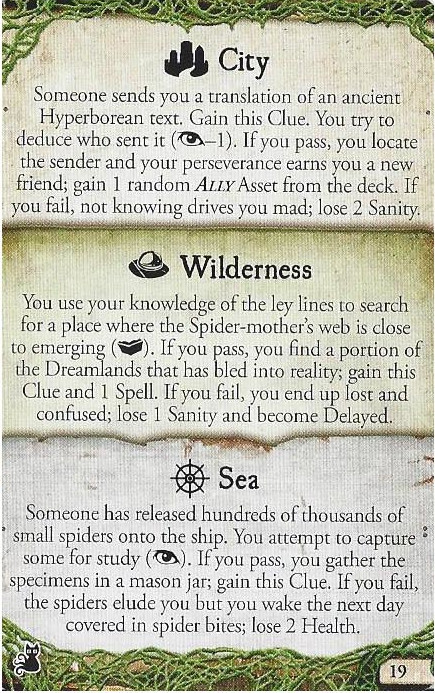 City
Someone sends you a translation of an ancient
Hyperborean text. Gain this Clue. You try to
deduce who sent it (–1). If you pass, you locate
the sender and your perseverance earns you a new
friend; gain 1 random ALLY Asset from the deck. If
you fail, not knowing drives you mad; lose 2 Sanity.
Wilderness
You use your knowledge of the ley lines to search
for a place where the Spider-mother's web is close
to emerging (). If you pass, you find a portion of
the Dreamlands that has bled into reality; gain this
Clue and 1 Spell. If you fail, you end up lost and
confused; lose 1 Sanity and become Delayed.
Sea
Someone has released hundreds of thousands of
small spiders onto the ship. You attempt to capture
some for study (). If you pass, you gather the
specimens in a mason jar; gain this Clue. If you fail,
the spiders elude you but you wake the next day
covered in spider bites; lose 2 Health.
19